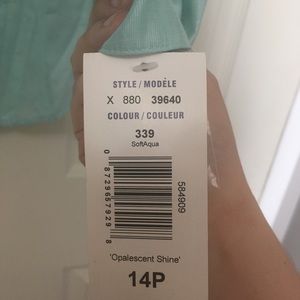 STYLE / MODÈLE
X 880 39640
COLOUR / COULEUR
339
SoftAqua
0 87296 57929 8
584909
'Opalescent Shine'
14P